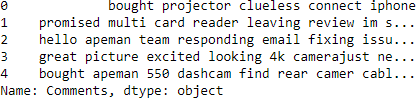 0 bought projector clueless connect iphone
1 promised multi card reader leaving review im s...
2 hello apeman team responding email fixing issu...
3 great picture excited looking 4k camerajust ne...
4 bought apeman 550 dashcam find rear camer cabl...
Name: Comments, dtype: object